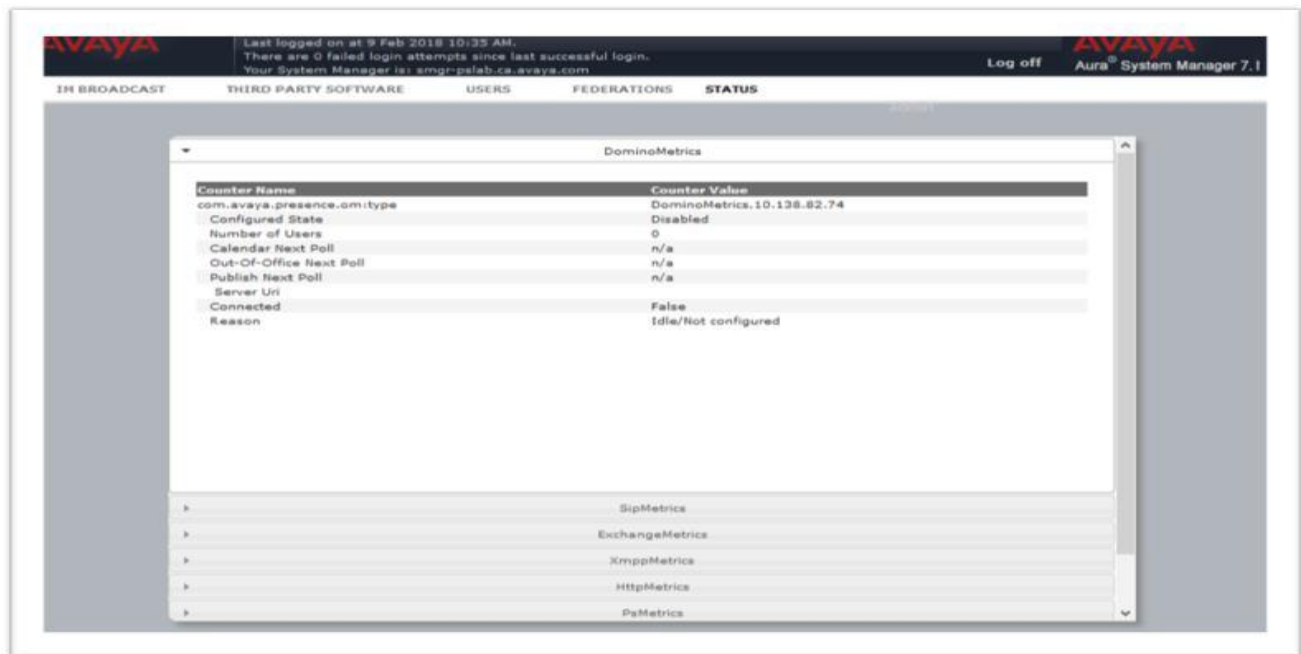 AVAYA
Last logged on at 9 Feb 2018 10:35 AM.
There are 0 failed login attempts since last successful login.
Your System Manager is: smgr-pslab.ca.avaya.com
Log off
AVAYA
Aura® System Manager 7.1
IM BROADCAST THIRD PARTY SOFTWARE USERS FEDERATIONS STATUS
DominoMetrics
Counter Name Counter Value
com.avaya.presence.om:type DominoMetrics,10.138.82.74
Configured State Disabled
Number of Users 0
Calendar Next Poll n/a
Out-Of-Office Next Poll n/a
Publish Next Poll n/a
Server Uri
Connected False
Reason Idle/Not configured
SipMetrics
ExchangeMetrics
XmppMetrics
HttpMetrics
PsMetrics